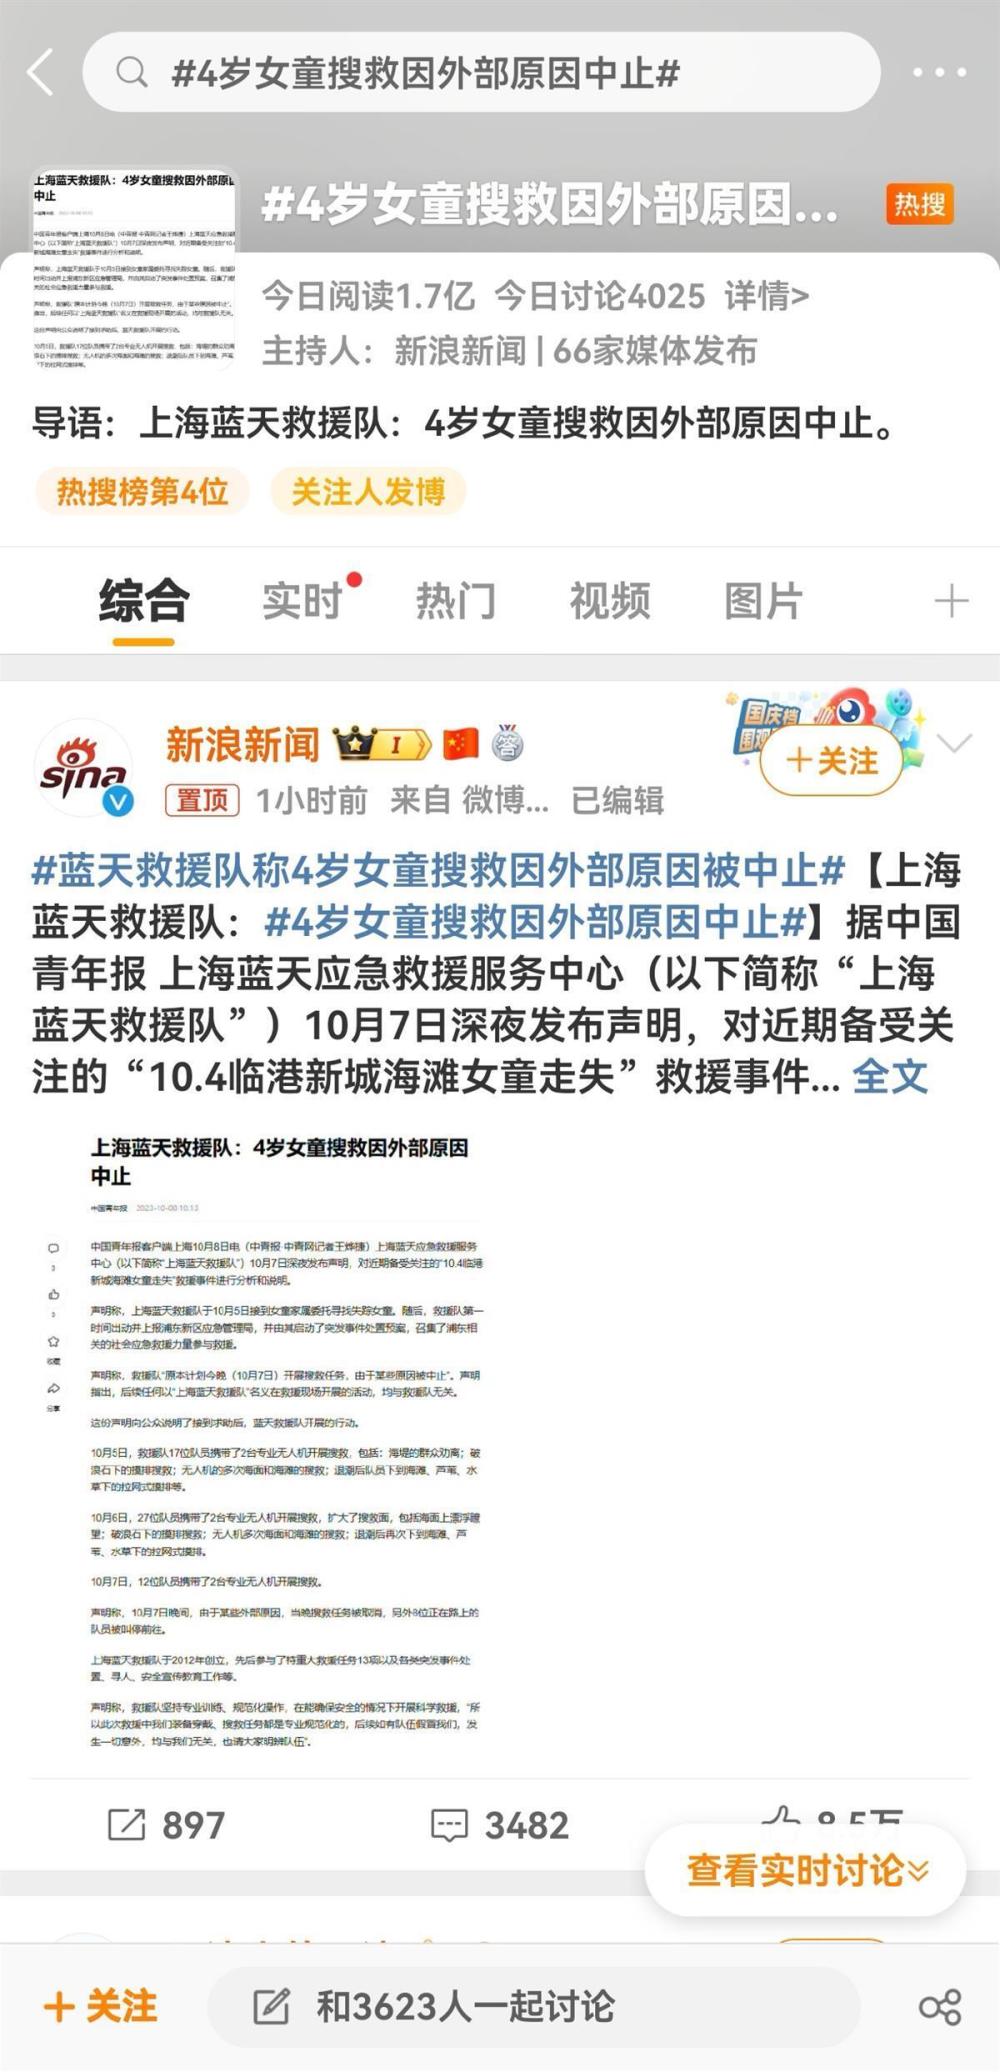 #4岁女童搜救因外部原因中止#
上海蓝天救援队：4岁女童搜救因外部原因
中止
#4岁女童搜救因外部原因...
热搜
今日阅读1.7亿 今日讨论4025 详情>
主持人：新浪新闻 | 66家媒体发布
导语：上海蓝天救援队：4岁女童搜救因外部原因中止。
热搜榜第4位
关注人发博
综合
实时
热门
视频
图片
新浪新闻
国庆档
+关注
sina
置顶 1小时前 来自 微博... 已编辑
#蓝天救援队称4岁女童搜救因外部原因被中止#【上海
蓝天救援队：#4岁女童搜救因外部原因中止#】据中国
青年报 上海蓝天应急救援服务中心（以下简称“上海
蓝天救援队”）10月7日深夜发布声明，对近期备受关
注的“10.4临港新城海滩女童走失”救援事件... 全文
上海蓝天救援队：4岁女童搜救因外部原因
中止
中国青年报 2023-10-08 10:13
中国青年报客户端上海10月8日电（中青报·中青网记者王烨捷）上海蓝天应急救援服务
中心（以下简称“上海蓝天救援队”）10月7日深夜发布声明，对近期备受关注的“10.4临港
新城海滩女童走失”救援事件进行分析和说明。
声明称，上海蓝天救援队于10月5日接到女童家属委托寻找失踪女童。随后，救援队第一
时间出动并上报浦东新区应急管理局，并由其启动了突发事件处置预案，召集了浦东相
关的社会应急救援力量参与救援。
声明称，救援队“原本计划今晚（10月7日）开展搜救任务，由于某些原因被中止”。声明
指出，后续任何以“上海蓝天救援队”名义在救援现场开展的活动，均与救援队无关。
这份声明向公众说明了接到求助后，蓝天救援队开展的行动。
10月5日，救援队17位队员携带了2台专业无人机开展搜救，包括：海堤的群众劝离；破
浪石下的摸排搜救；无人机的多次海面和海滩的搜救；退潮后队员下到海滩、芦苇、水
草下的拉网式摸排等。
10月6日，27位队员携带了2台专业无人机开展搜救，扩大了搜救面，包括海面上漂浮瞭
望；破浪石下的摸排搜救；无人机多次海面和海滩的搜救；退潮后再次下到海滩、芦
苇、水草下的拉网式摸排。
10月7日，12位队员携带了2台专业无人机开展搜救。
声明称，10月7日晚间，由于某些外部原因，当晚搜救任务被取消，另外8位正在路上的
队员被叫停前往。
上海蓝天救援队于2012年创立，先后参与了特重大救援任务13项以及各类突发事件处
置、寻人、安全宣传教育工作等。
声明称，救援队坚持专业训练、规范化操作，在能确保安全的情况下开展科学救援，“所
以此次救援中我们装备穿戴、搜救任务都是专业规范化的，后续如有队伍假冒我们，发
生一切意外，均与我们无关，也请大家明辨队伍”。
收藏
分享
897
3482
8.5万
查看实时讨论
+关注
和3623人一起讨论